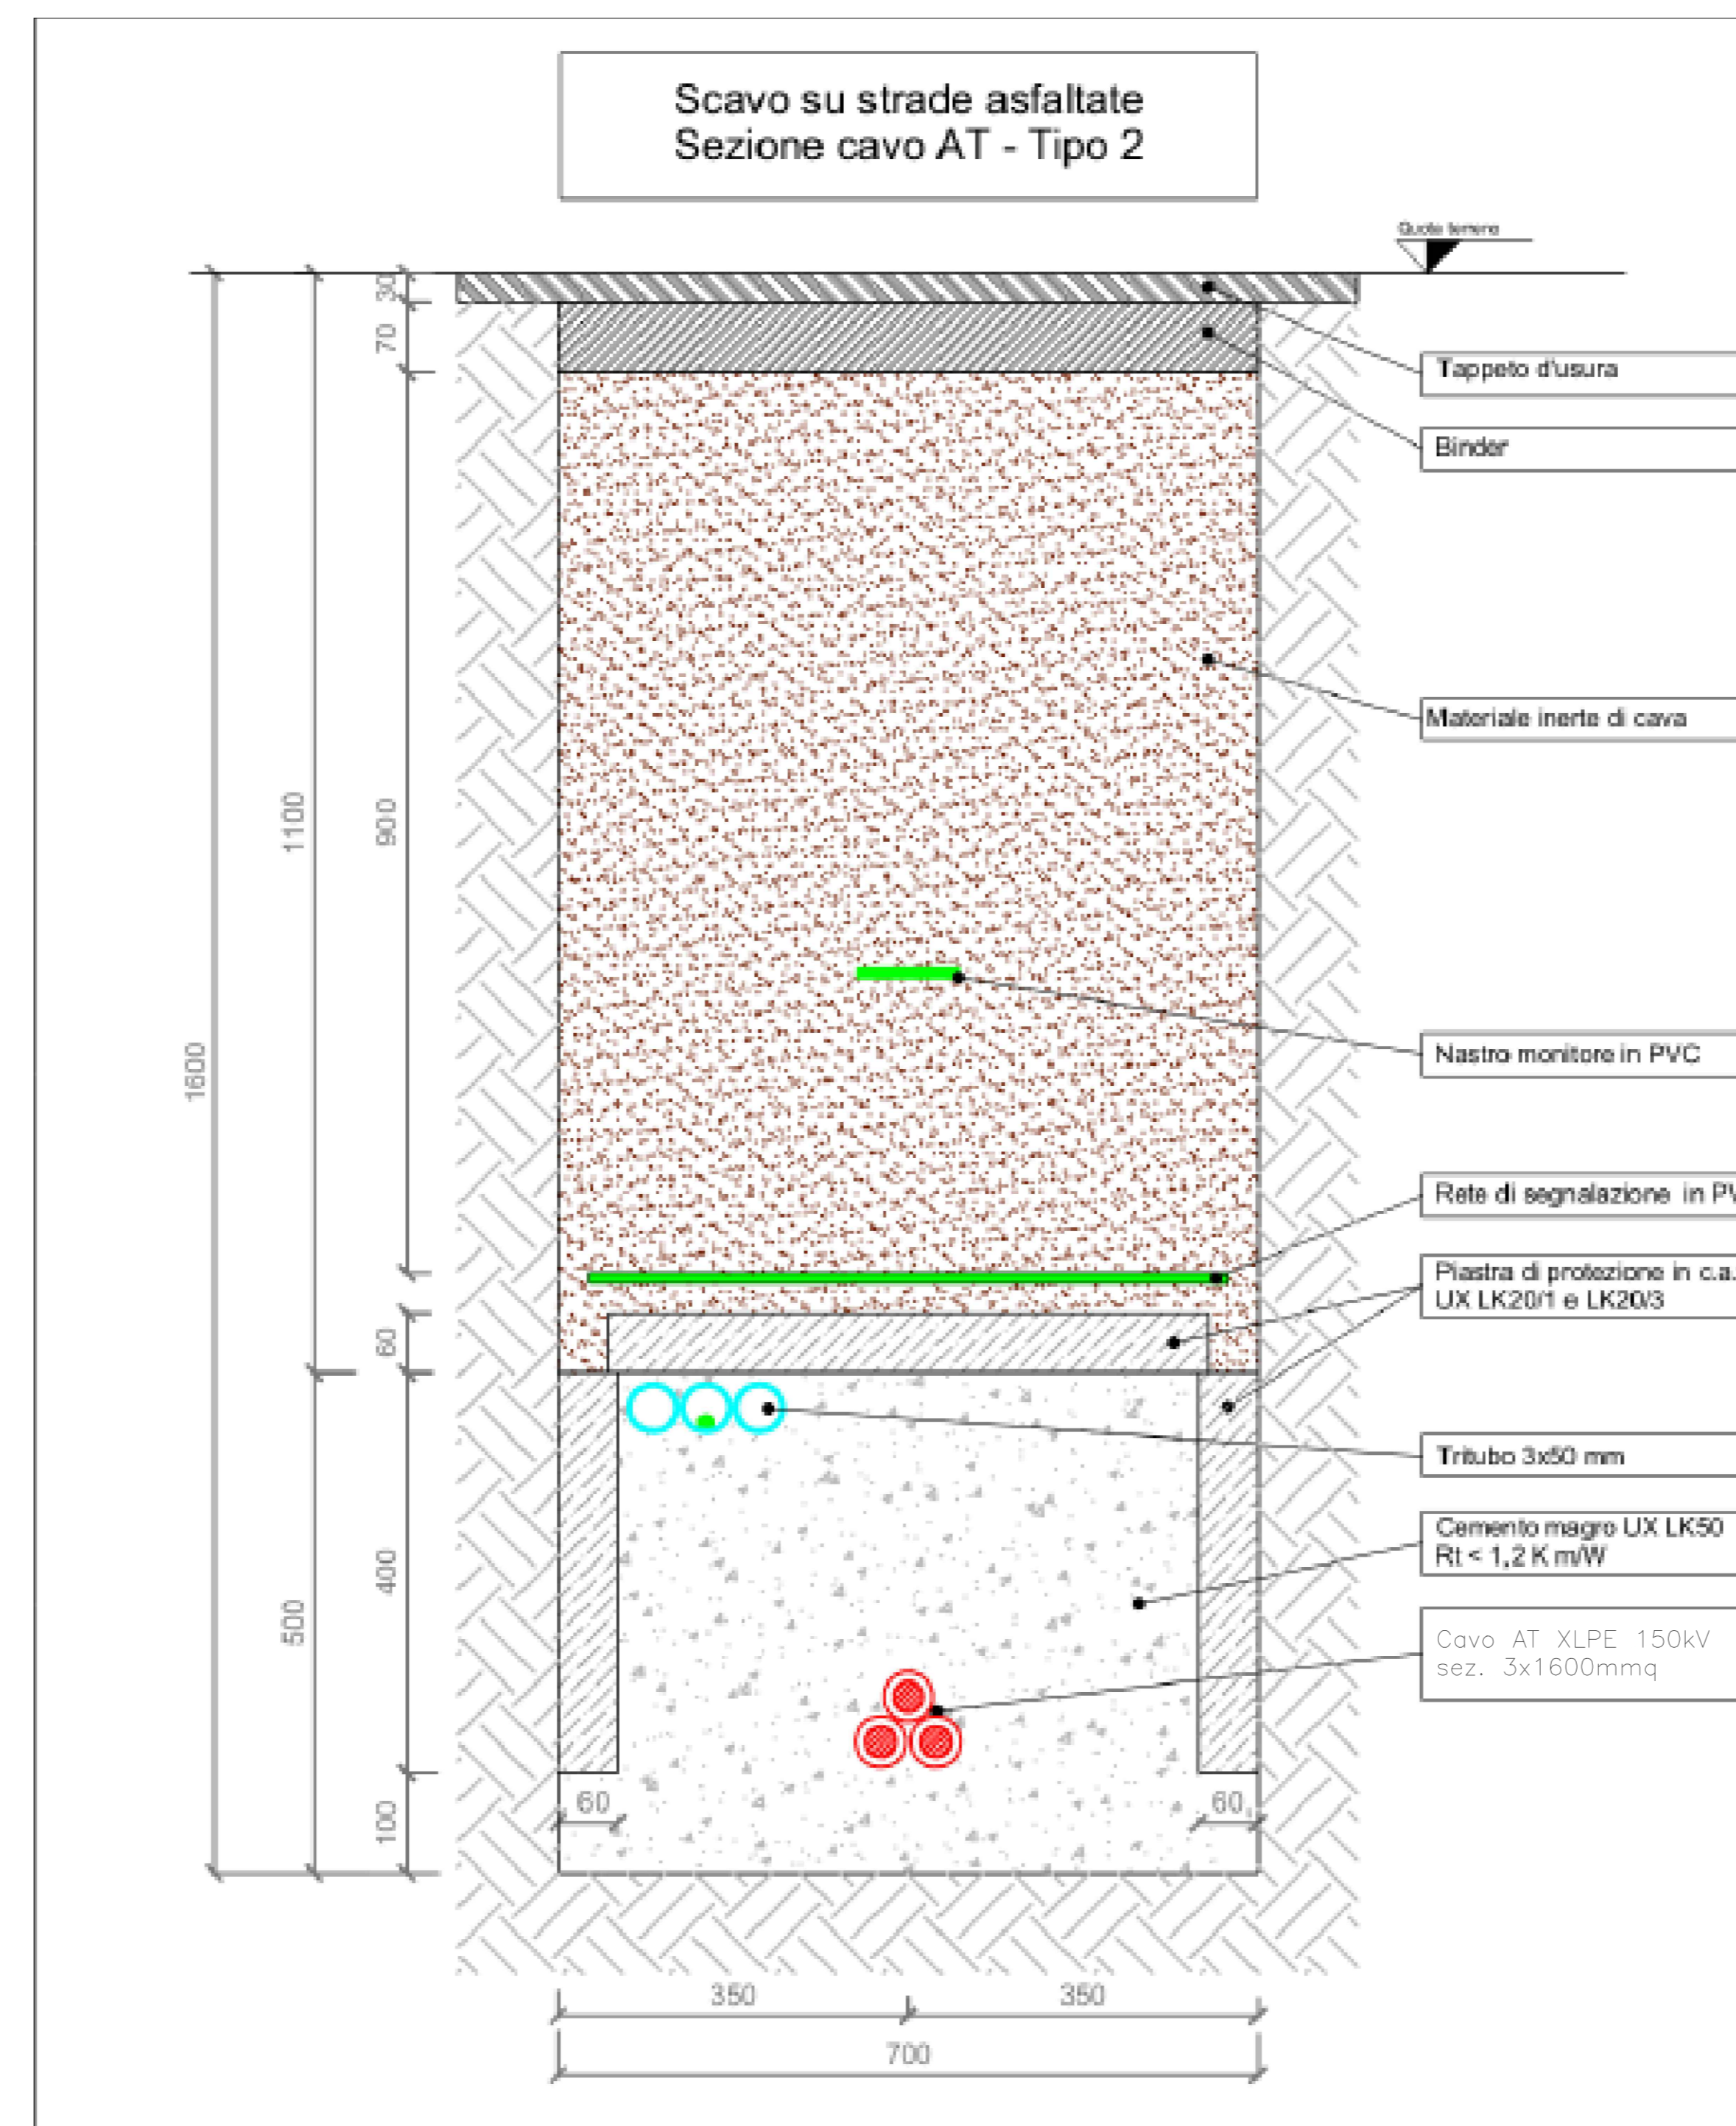 Scavo su strade asfaltate
Sezione cavo AT - Tipo 2
Quota terreno
30
70
Tappeto d'usura
Binder
Materiale inerte di cava
1100
900
1600
Nastro monitore in PVC
Rete di segnalazione in PV
Piastra di protezione in c.a.
UX LK20/1 e LK20/3
60
Tritubo 3x50 mm
Cemento magro UX LK50
Rt < 1,2 K m/W
400
500
Cavo AT XLPE 150kV
sez. 3x1600mmq
60
60
100
350
350
700